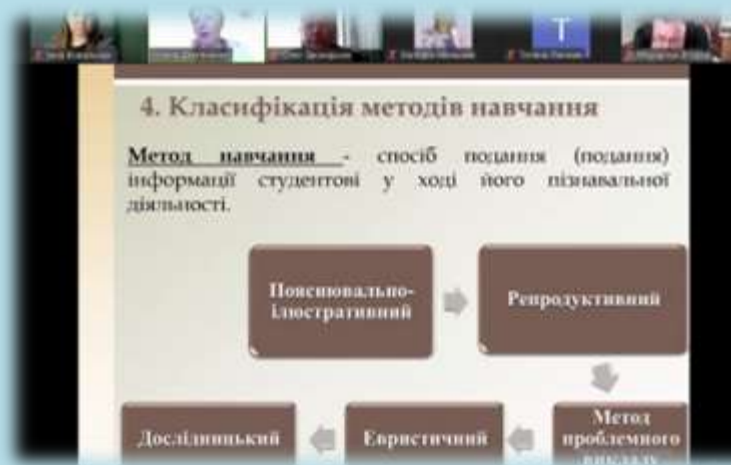 Т
4. Класифікація методів навчання
Метод навчання - спосіб подання (подання)
інформації студентові у ході його пізнавальної
діяльності.
Пояснювально-
ілюстративний
Репродуктивний
Дослідницький
Евристичний
Метод
проблемного
викладу